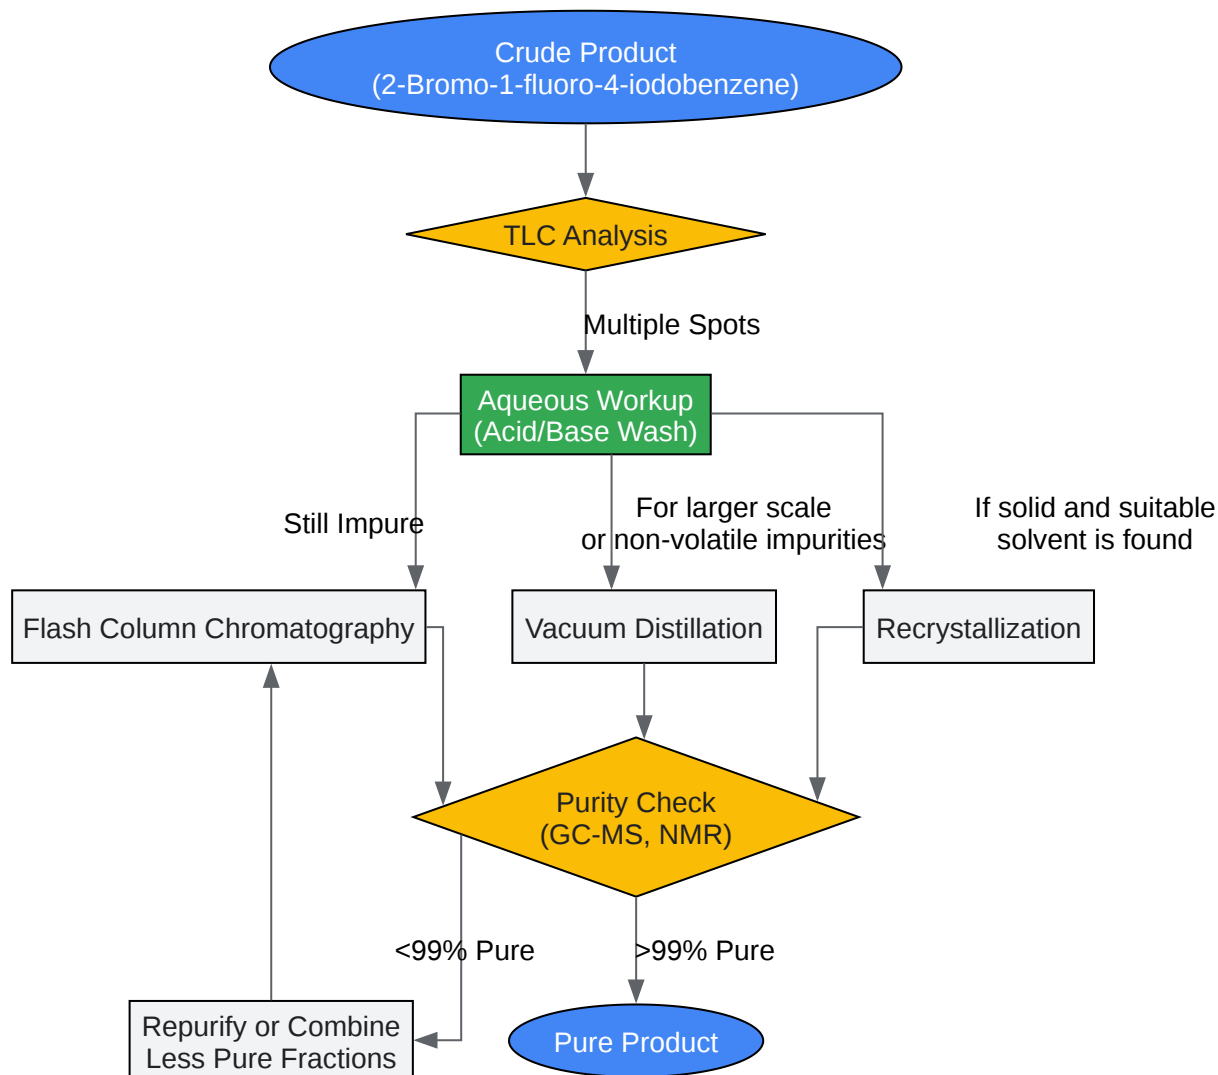 Crude Product
(2-Bromo-1-fluoro-4-iodobenzene)
TLC Analysis
Multiple Spots
Aqueous Workup
(Acid/Base Wash)
Still Impure
For larger scale
or non-volatile impurities
If solid and suitable
solvent is found
Flash Column Chromatography
Vacuum Distillation
Recrystallization
Purity Check
(GC-MS, NMR)
<99% Pure
>99% Pure
Repurify or Combine
Less Pure Fractions
Pure Product